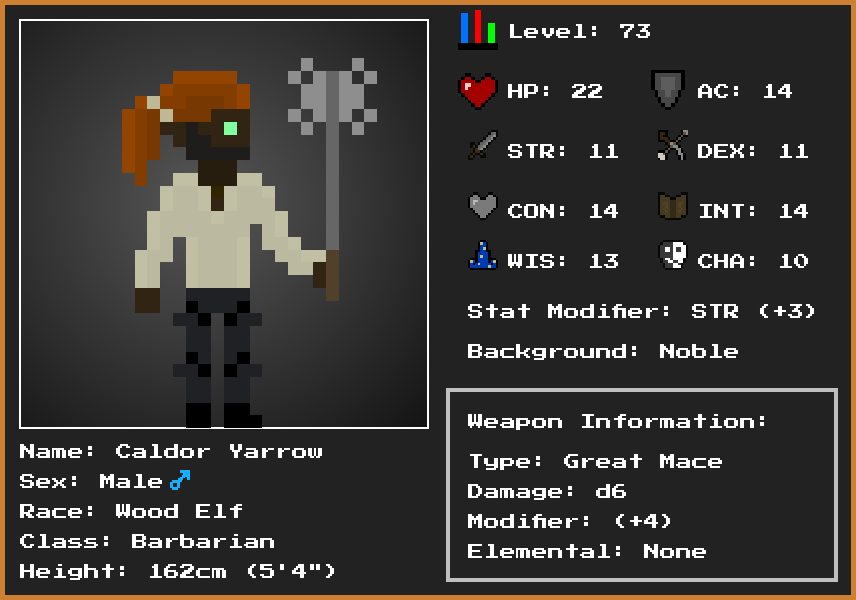 Level: 73
HP: 22
AC: 14
STR: 11
DEX: 11
CON: 14
INT: 14
WIS: 13
CHA: 10
Stat Modifier: STR (+3)
Background: Noble
Weapon Information:
Type: Great Mace
Damage: d6
Modifier: (+4)
Elemental: None
Name: Caldor Yarrow
Sex: Male♂
Race: Wood Elf
Class: Barbarian
Height: 162cm (5'4")